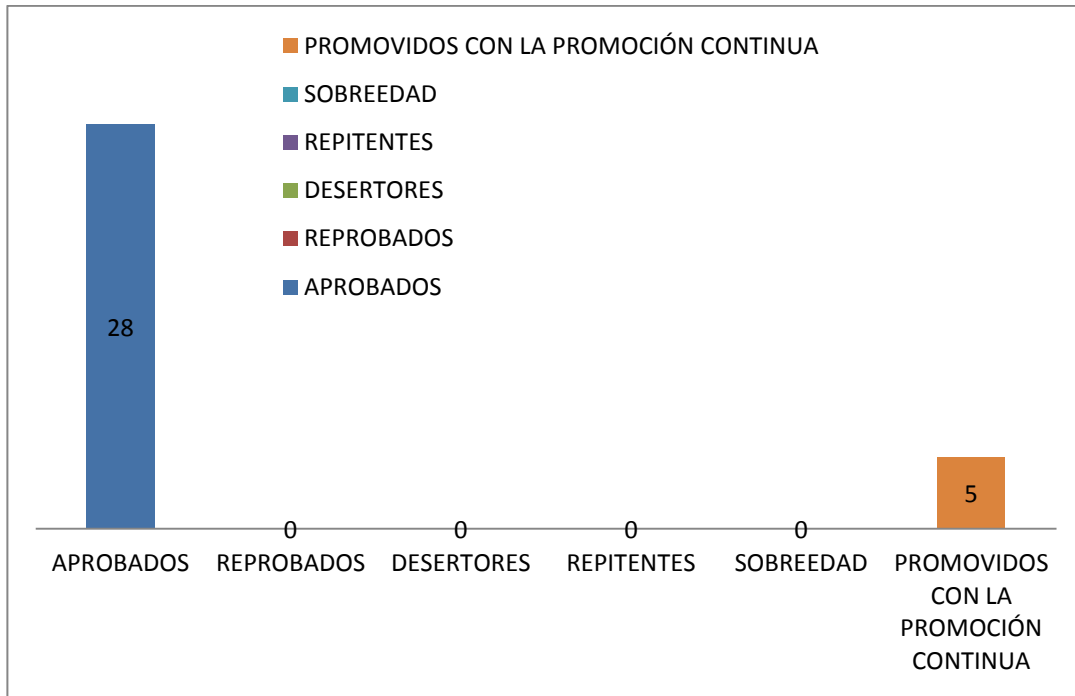 PROMOVIDOS CON LA PROMOCIÓN CONTINUA
SOBREEDAD
REPITENTES
DESERTORES
REPROBADOS
APROBADOS
28
0
0
0
0
5
APROBADOS
REPROBADOS
DESERTORES
REPITENTES
SOBREEDAD
PROMOVIDOS
CON LA
PROMOCIÓN
CONTINUA